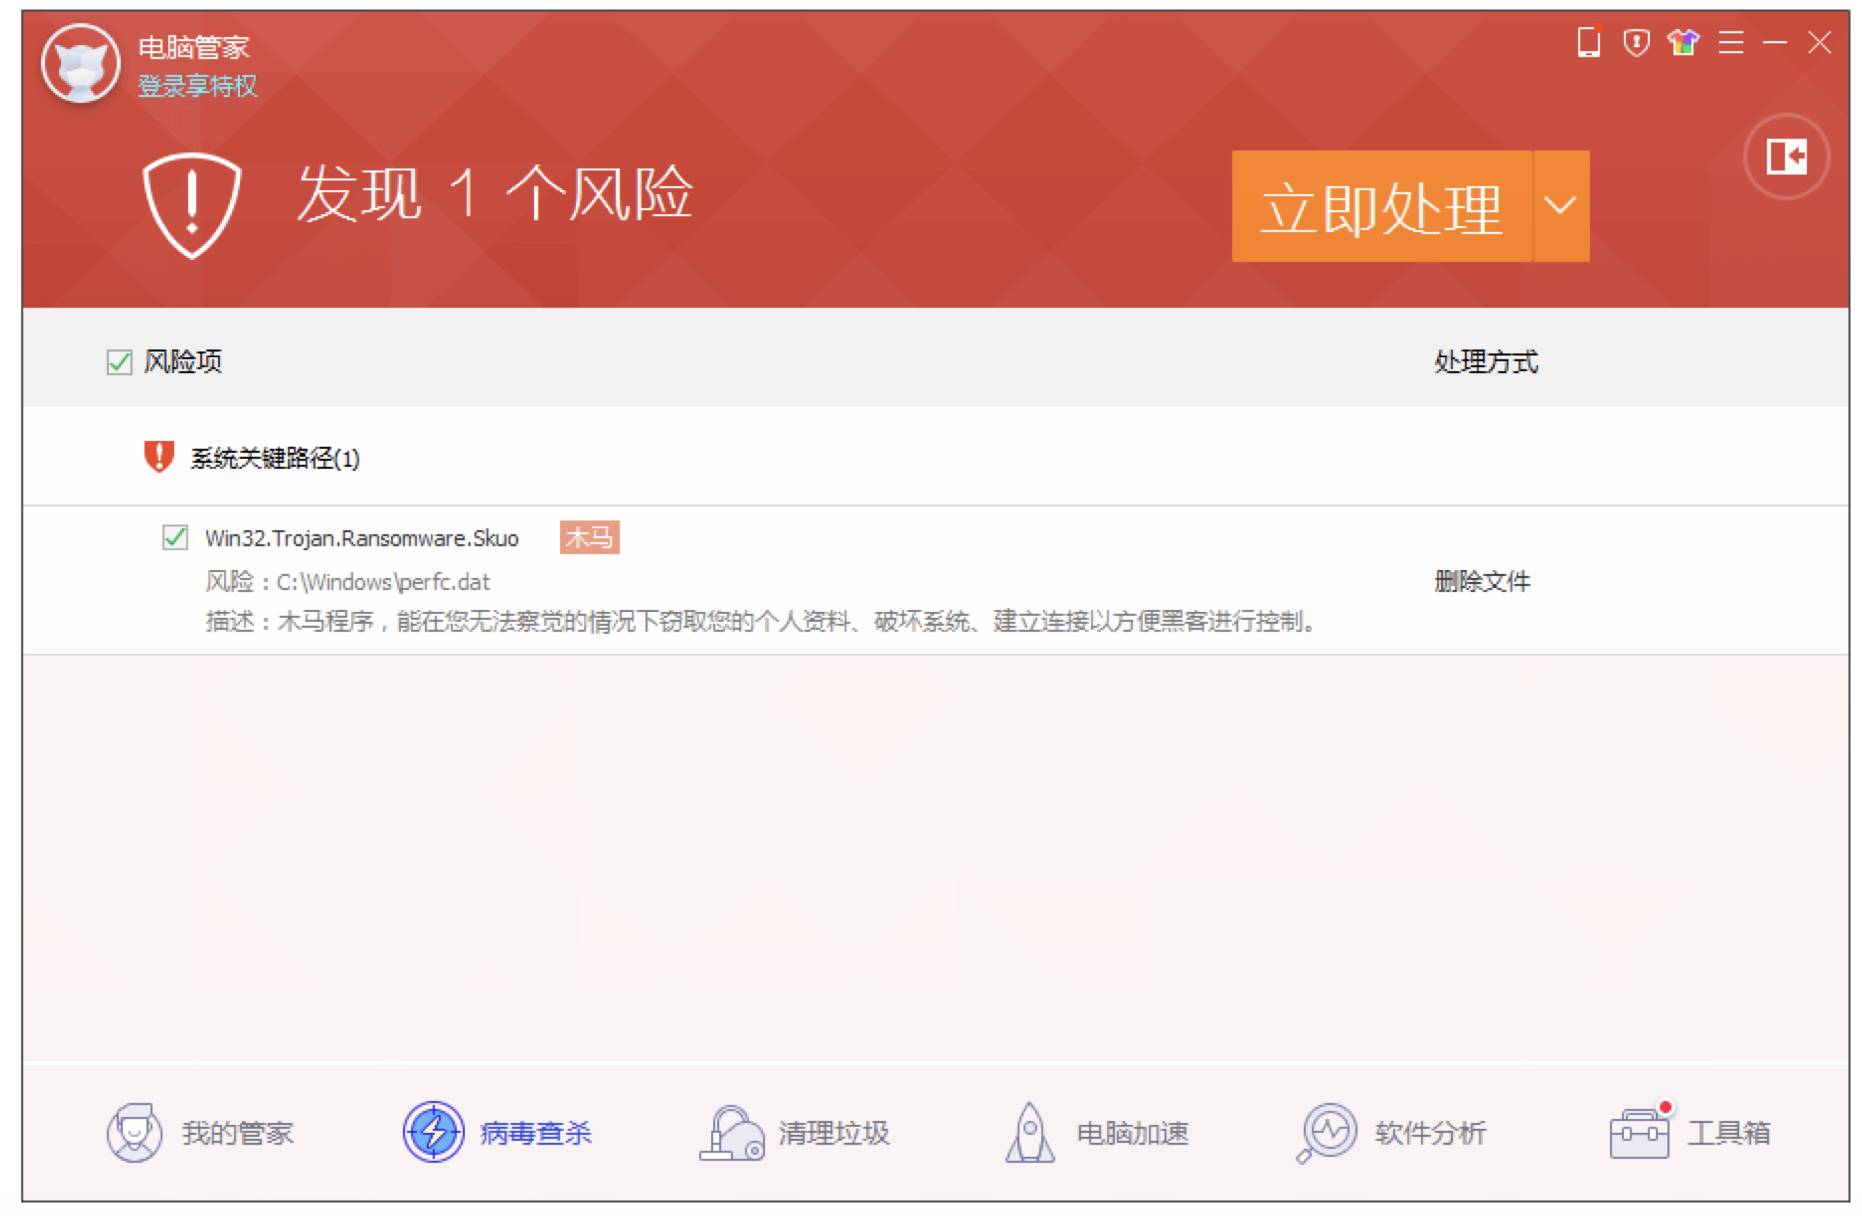 电脑管家
登录享特权
发现 1 个风险
立即处理
风险项
处理方式
系统关键路径(1)
Win32.Trojan.Ransomware.Skuo 木马
风险：C:\Windows\perfc.dat
删除文件
描述：木马程序，能在您无法察觉的情况下窃取您的个人资料、破坏系统、建立连接以方便黑客进行控制。
我的管家
病毒查杀
清理垃圾
电脑加速
软件分析
工具箱